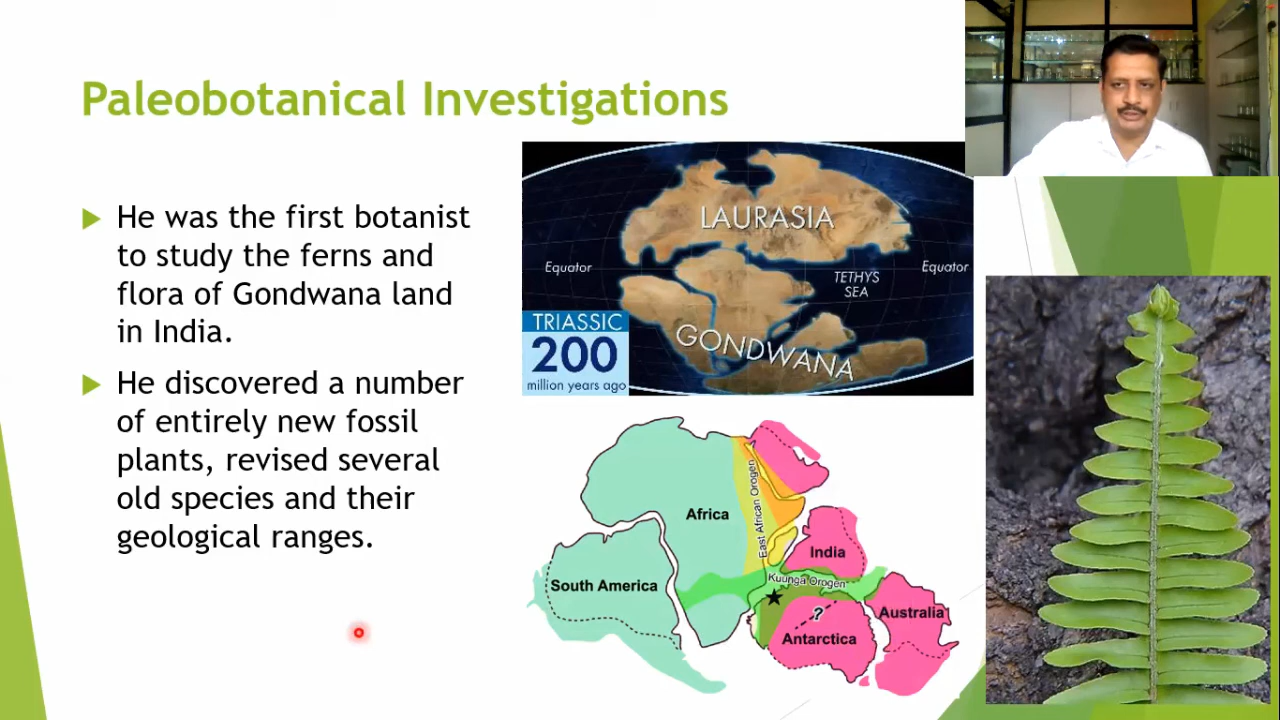 Paleobotanical Investigations
He was the first botanist
to study the ferns and
flora of Gondwana land
in India.
He discovered a number
of entirely new fossil
plants, revised several
old species and their
geological ranges.
LAURASIA
Equator
Equator
TETHYS
SEA
GONDWANA
TRIASSIC
200
million years ago
East African Orogen
Africa
India
Kuunga Orogen
South America
?
Australia
Antarctica